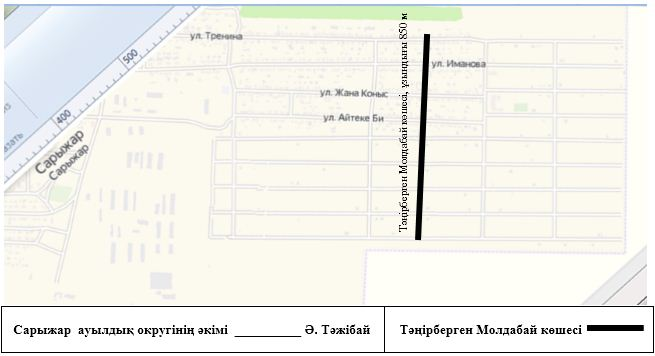 ул. Тренина
500
ул. Иманова
ул. Жана Коныс
ул. Айтеке Би
400
Сарыжар
Сарыжар
Тәңірберген Молдабай көшесі, ұзындығы 850 м
Сарыжар ауылдық округінің әкімі __________ Ә. Тәжібай
Тәңірберген Молдабай көшесі